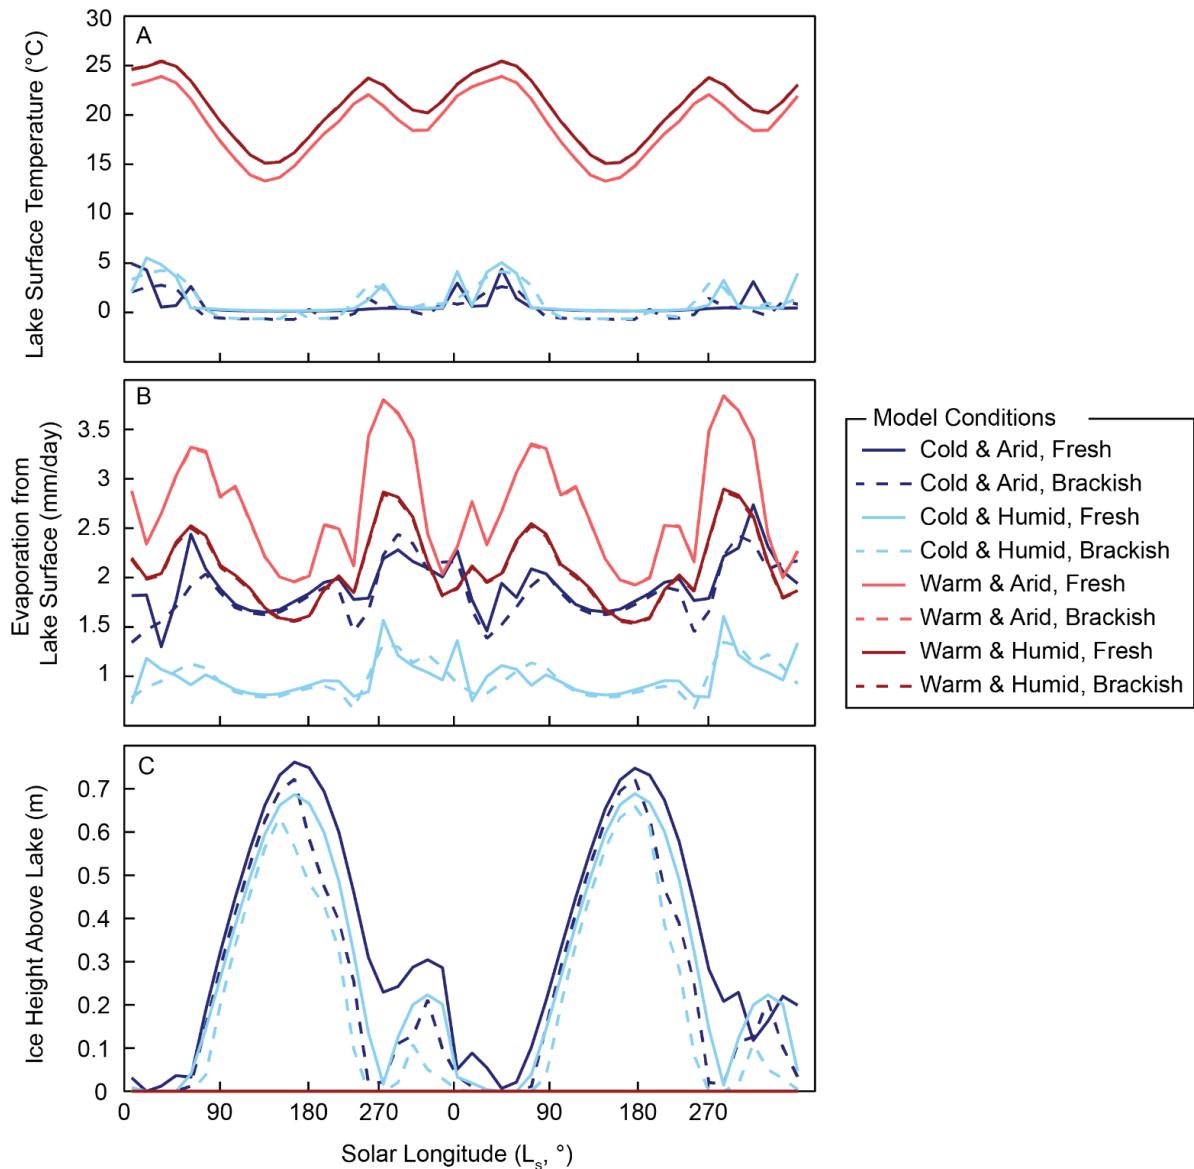 A
Lake Surface Temperature (°C)
30
25
20
15
10
5
0
B
Evaporation from
Lake Surface (mm/day)
3.5
3
2.5
2
1.5
1
C
Ice Height Above Lake (m)
0.7
0.6
0.5
0.4
0.3
0.2
0.1
0
0 90 180 270 0 90 180 270
Solar Longitude (Ls, °)
Model Conditions
Cold & Arid, Fresh
Cold & Arid, Brackish
Cold & Humid, Fresh
Cold & Humid, Brackish
Warm & Arid, Fresh
Warm & Arid, Brackish
Warm & Humid, Fresh
Warm & Humid, Brackish